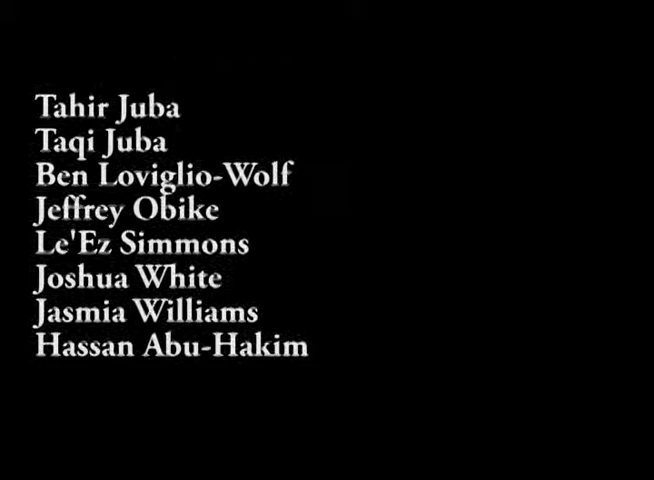 Tahir Juba
Taqi Juba
Ben Loviglio-Wolf
Jeffrey Obike
Le'Ez Simmons
Joshua White
Jasmia Williams
Hassan Abu-Hakim